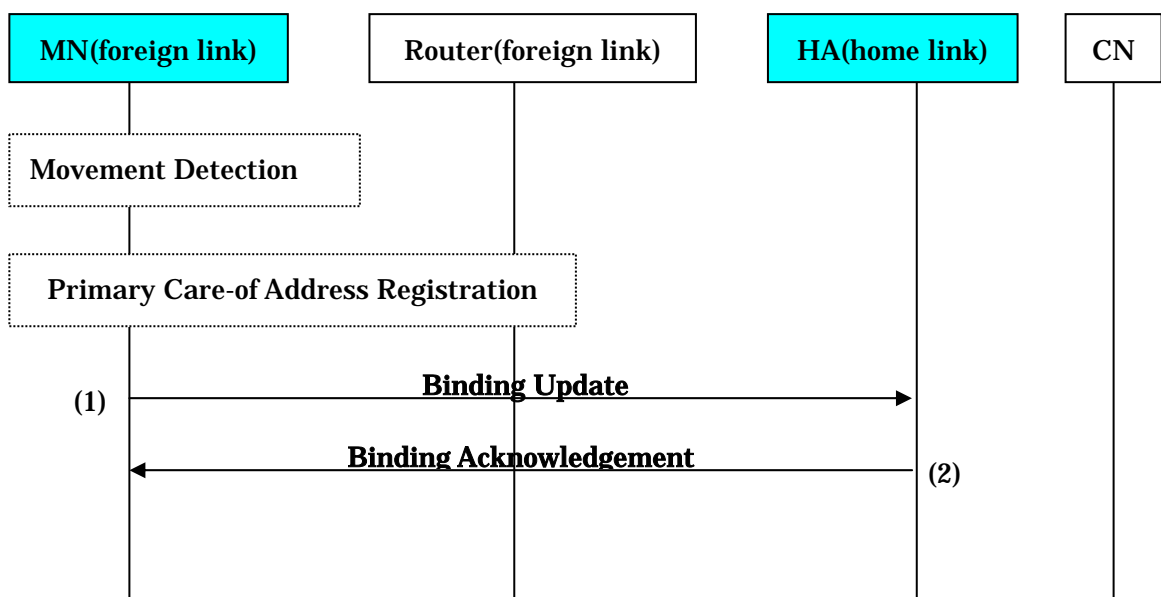 MN(foreign link)
Router(foreign link)
HA(home link)
CN
Movement Detection
Primary Care-of Address Registration
(1)
Binding Update
Binding Acknowledgement
(2)